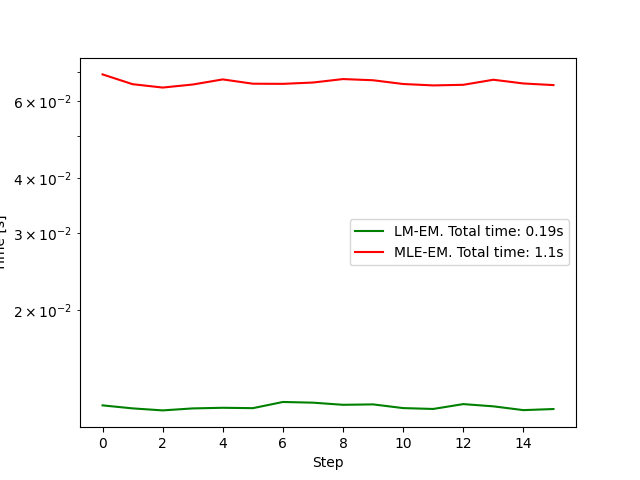 6 × 10⁻²
4 × 10⁻²
3 × 10⁻²
2 × 10⁻²
LM-EM. Total time: 0.19s
MLE-EM. Total time: 1.1s
0 2 4 6 8 10 12 14
Step